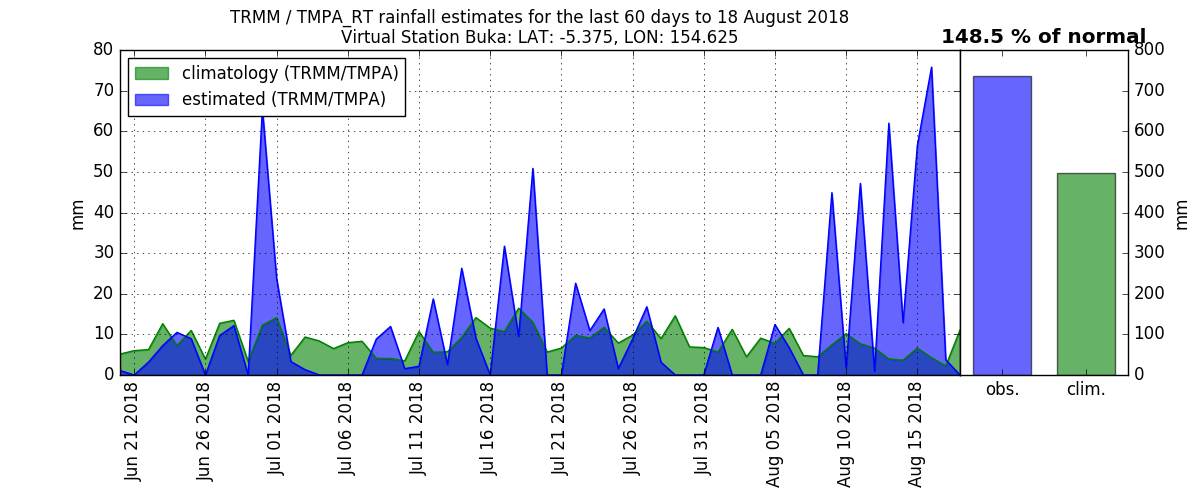 TRMM / TMPA_RT rainfall estimates for the last 60 days to 18 August 2018
Virtual Station Buka: LAT: -5.375, LON: 154.625
148.5 % of normal
climatology (TRMM/TMPA)
estimated (TRMM/TMPA)
mm
80
70
60
50
40
30
20
10
0
Jun 21 2018
Jun 26 2018
Jul 01 2018
Jul 06 2018
Jul 11 2018
Jul 16 2018
Jul 21 2018
Jul 26 2018
Jul 31 2018
Aug 05 2018
Aug 10 2018
Aug 15 2018
obs.
clim.
800
700
600
500
400
300
200
100
0
mm